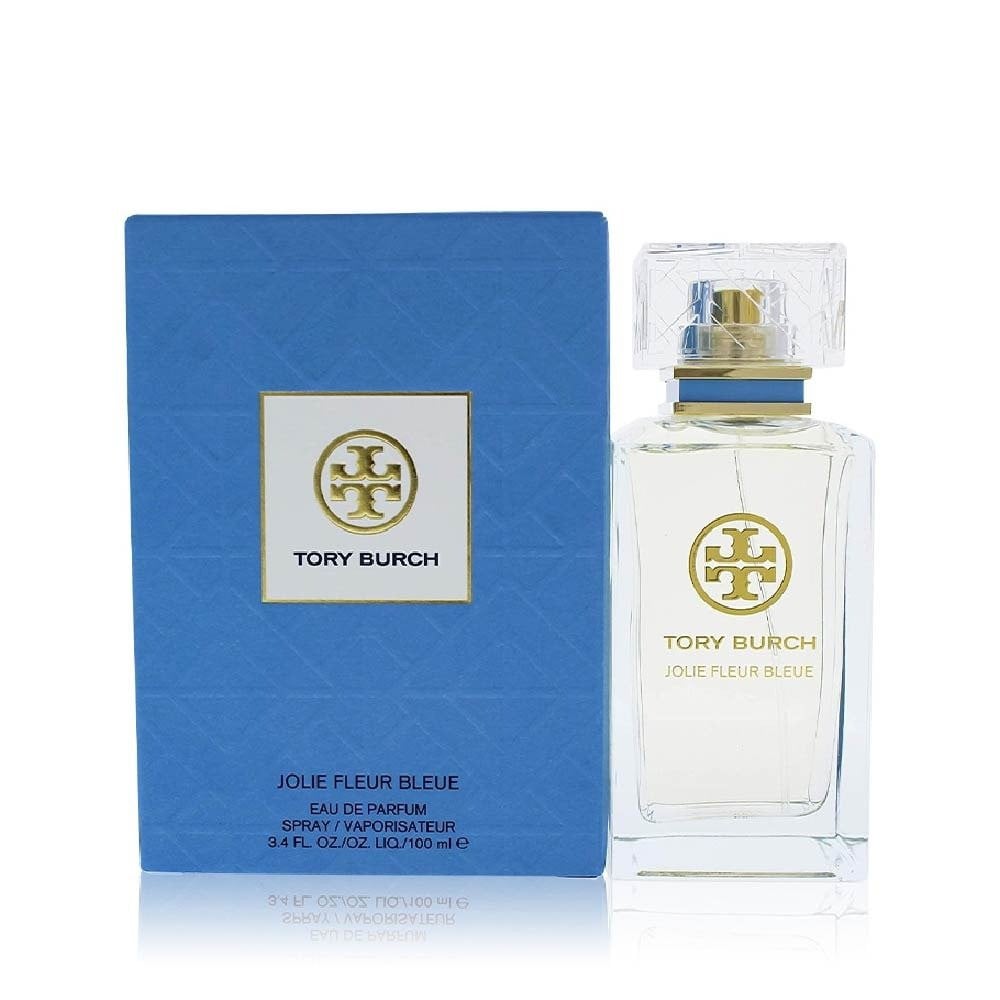 TORY BURCH
JOLIE FLEUR BLEUE
EAU DE PARFUM
SPRAY / VAPORISATEUR
3.4 FL. OZ./OZ. LIQ./100 ml ℮
TORY BURCH
JOLIE FLEUR BLEUE